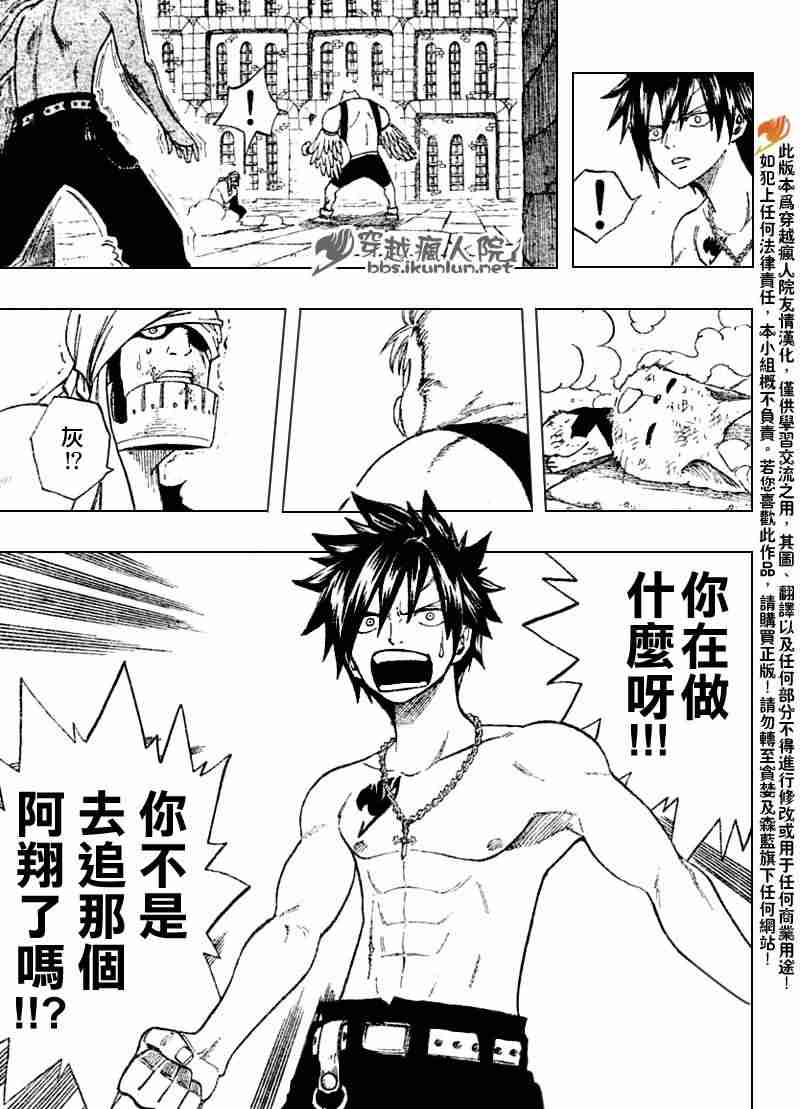 ！
！
穿越瘋人院
bbs.ikunlun.net
灰
!?
你在做
什麼呀
!!!
你不是
去追那個
阿翔了嗎
!!?
此版本爲穿越瘋人院友情漢化，僅供學習交流之用，其圖、翻譯以及任何部分不得進行修改或用于任何商業用途！
如犯上任何法律責任，本小組概不負責。若您喜歡此作品，請購買正版！請勿轉至貪婪及森藍旗下任何網站！